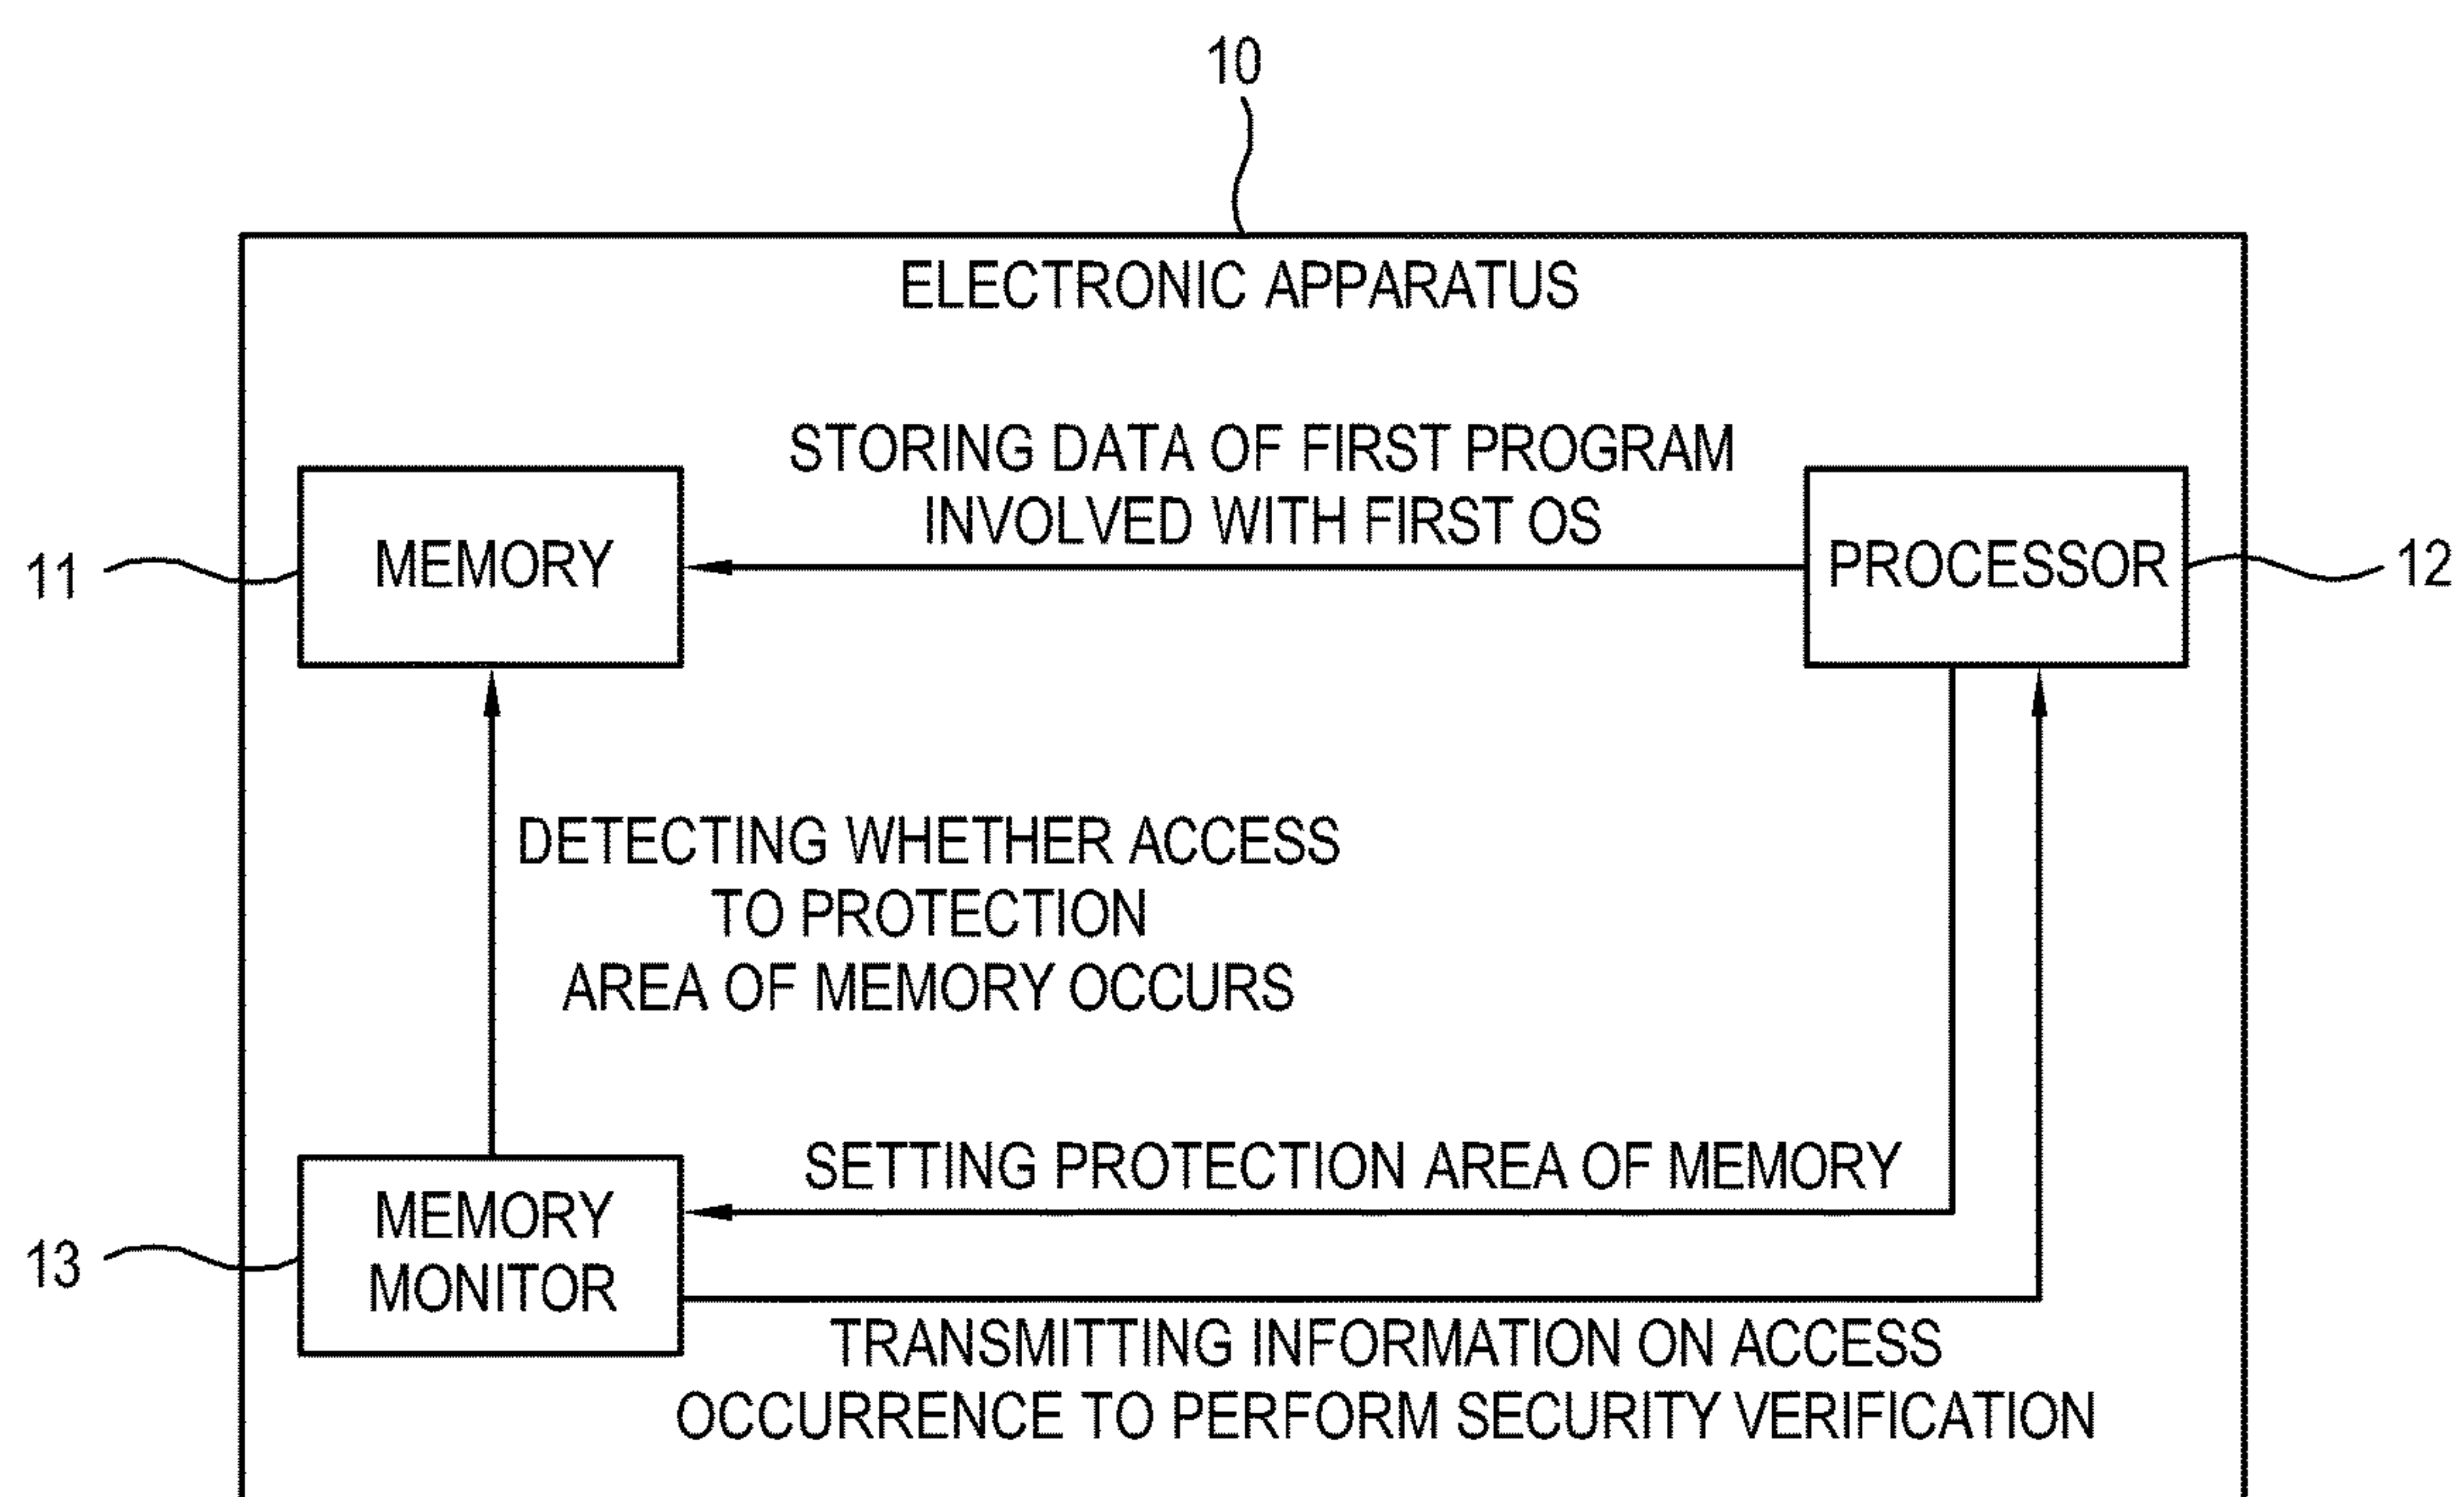 10
ELECTRONIC APPARATUS
STORING DATA OF FIRST PROGRAM
INVOLVED WITH FIRST OS
11
MEMORY
PROCESSOR
12
DETECTING WHETHER ACCESS
TO PROTECTION
AREA OF MEMORY OCCURS
SETTING PROTECTION AREA OF MEMORY
13
MEMORY
MONITOR
TRANSMITTING INFORMATION ON ACCESS
OCCURRENCE TO PERFORM SECURITY VERIFICATION